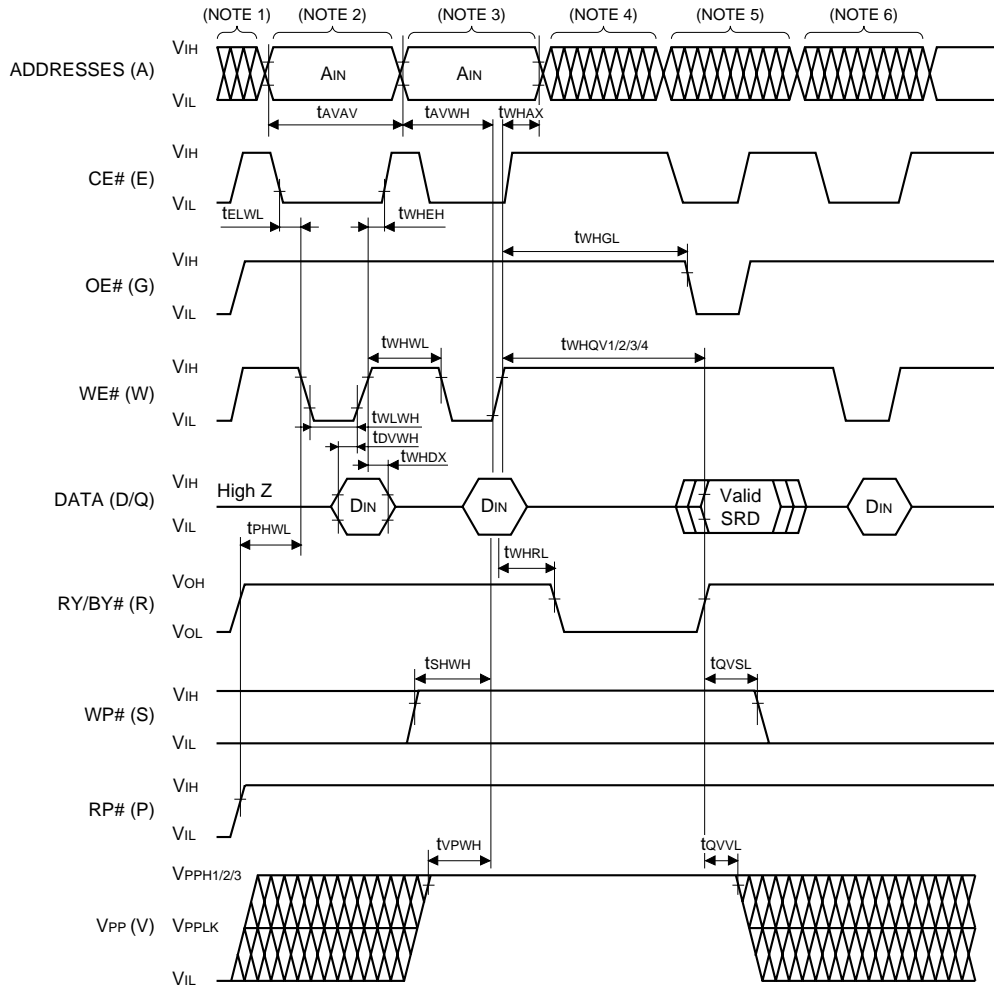 (NOTE 1) (NOTE 2) (NOTE 3) (NOTE 4) (NOTE 5) (NOTE 6)
ADDRESSES (A)
VIH
AIN AIN
VIL
tAVAV tAVWH tWHAX
CE# (E)
VIH
VIL
tELWL tWHEH
tWHGL
OE# (G)
VIH
VIL
tWHWL tWHQV1/2/3/4
WE# (W)
VIH
VIL
tWLWH
tDVWH
tWHDX
DATA (D/Q)
VIH
High Z
DIN DIN Valid SRD DIN
VIL
tPHWL
tWHRL
RY/BY# (R)
VOH
VOL
tSHWH tQVSL
WP# (S)
VIH
VIL
RP# (P)
VIH
VIL
tVPWH tQVVL
VPP (V)
VPPH1/2/3
VPPLK
VIL